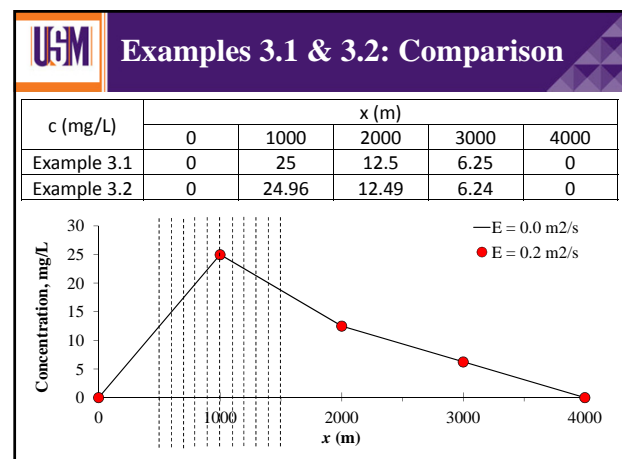 USM
Examples 3.1 & 3.2: Comparison
c (mg/L) x (m)
0 1000 2000 3000 4000
Example 3.1 0 25 12.5 6.25 0
Example 3.2 0 24.96 12.49 6.24 0
30
25
20
15
10
5
0
Concentration, mg/L
E = 0.0 m2/s
E = 0.2 m2/s
0 1000 2000 3000 4000
x (m)